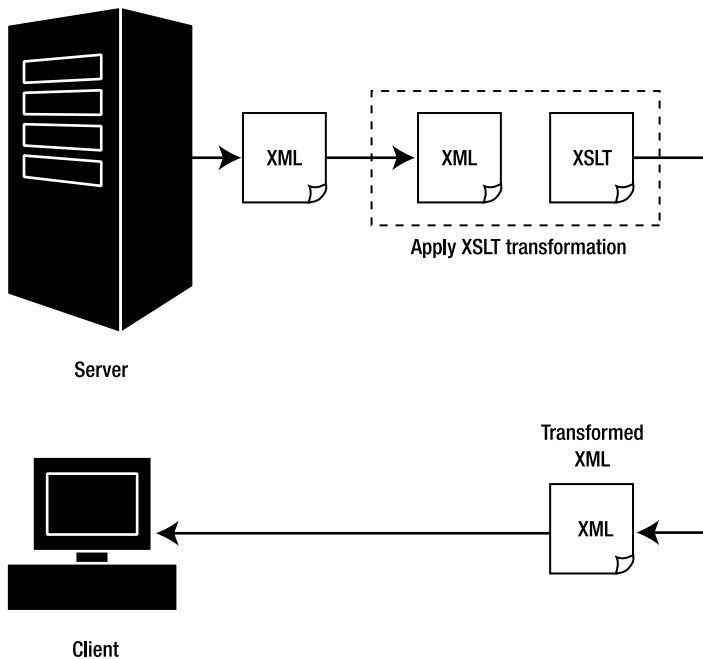 XML
XML
XSLT
Apply XSLT transformation
Server
Transformed
XML
XML
Client